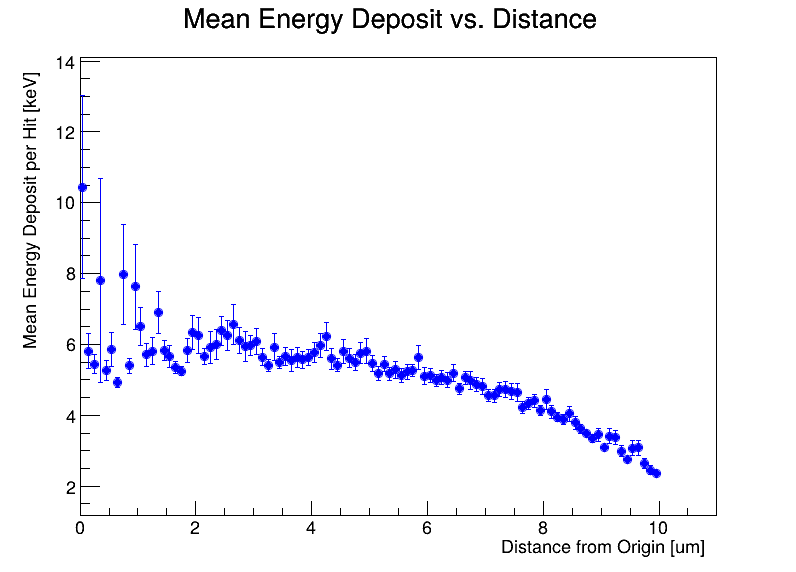 Mean Energy Deposit vs. Distance
Mean Energy Deposit per Hit [keV]
14
12
10
8
6
4
2
0 2 4 6 8 10
Distance from Origin [um]